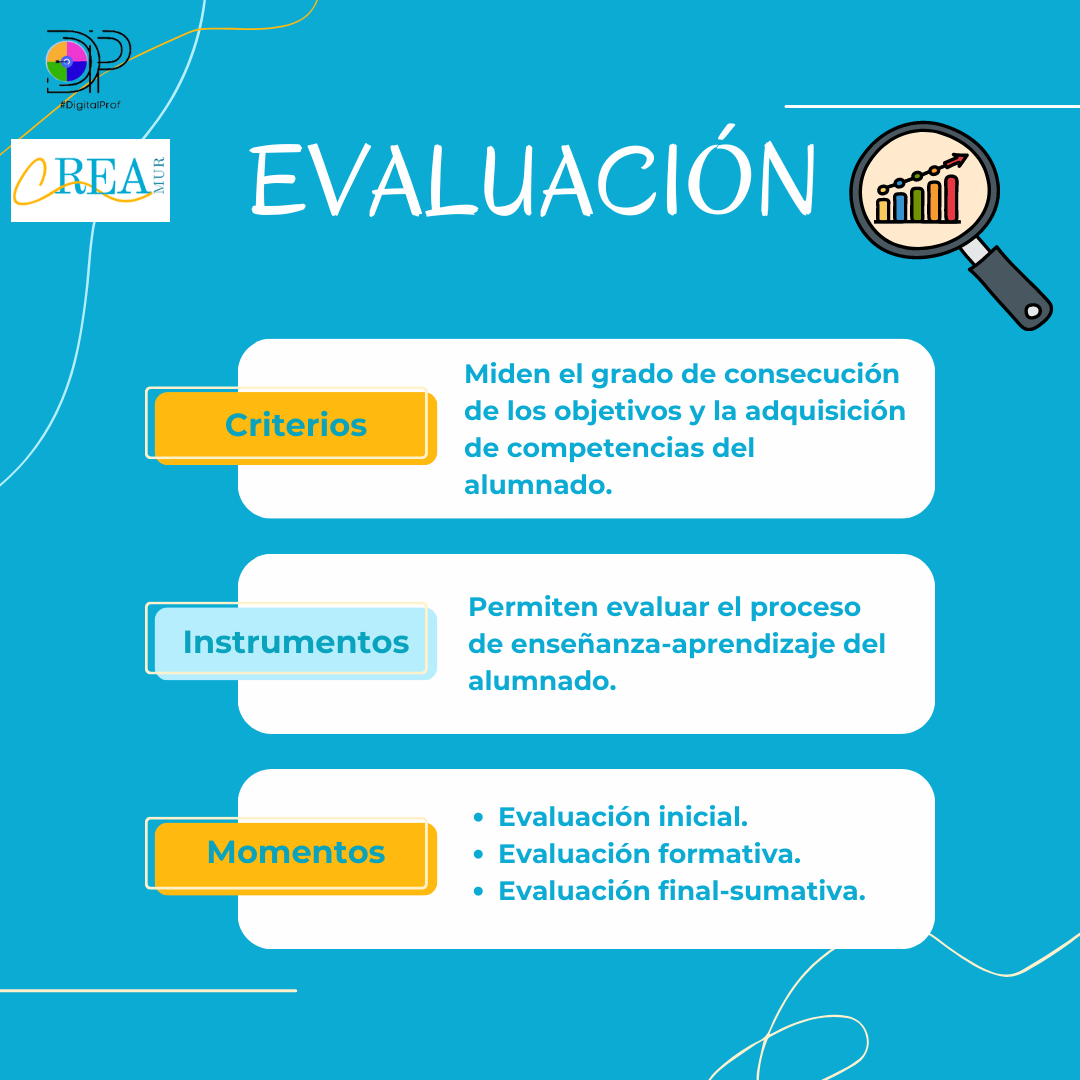 DP
#DigitalProf
CREA
MUR
EVALUACIÓN
Criterios
Miden el grado de consecución
de los objetivos y la adquisición
de competencias del
alumnado.
Instrumentos
Permiten evaluar el proceso
de enseñanza-aprendizaje del
alumnado.
Momentos
• Evaluación inicial.
• Evaluación formativa.
• Evaluación final-sumativa.